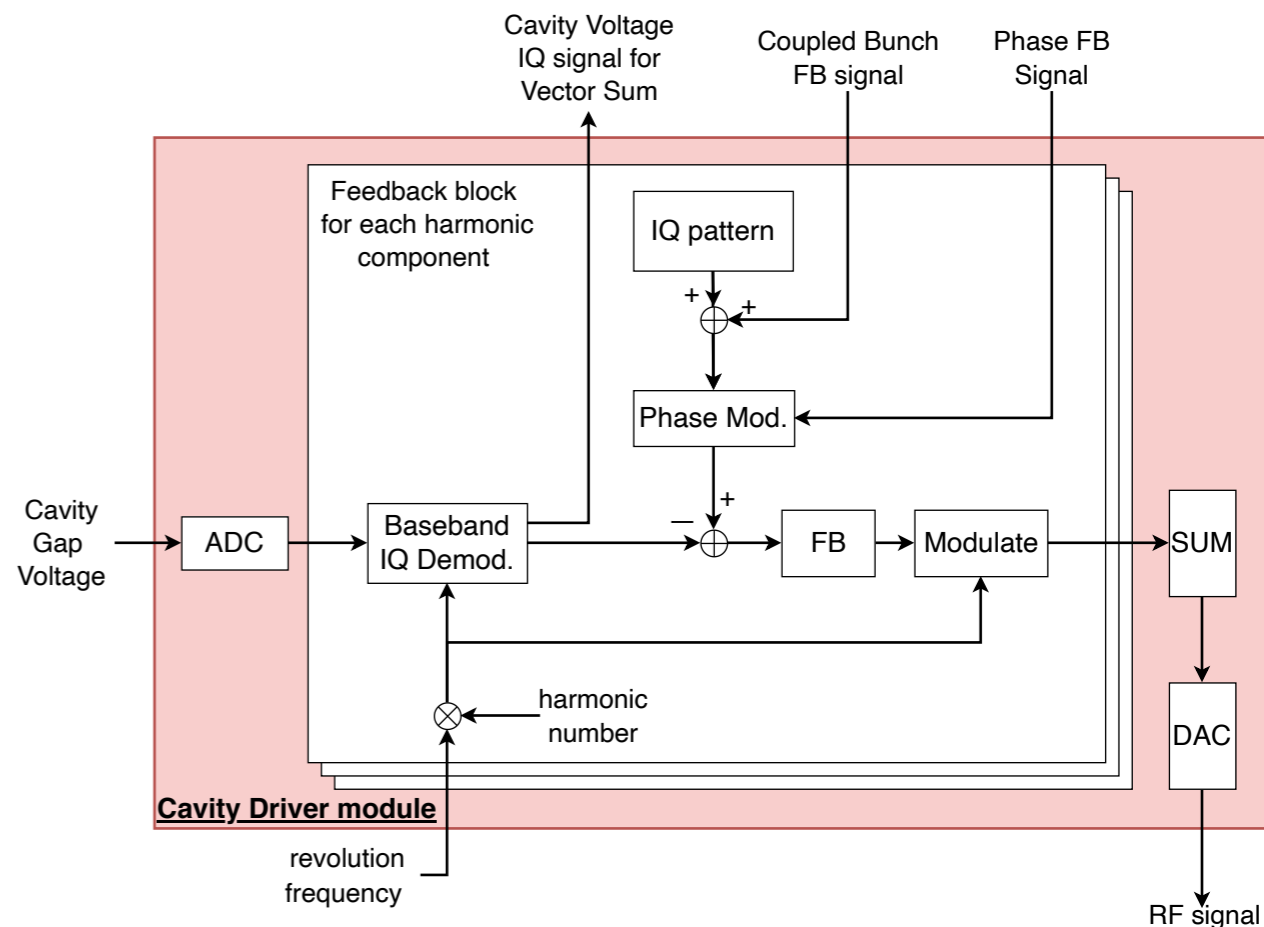 Cavity Voltage
IQ signal for
Vector Sum
Coupled Bunch
FB signal
Phase FB
Signal
Feedback block
for each harmonic
component
IQ pattern
+
+
Phase Mod.
+
−
Cavity
Gap
Voltage
ADC
Baseband
IQ Demod.
FB
Modulate
SUM
harmonic
number
DAC
Cavity Driver module
revolution
frequency
RF signal